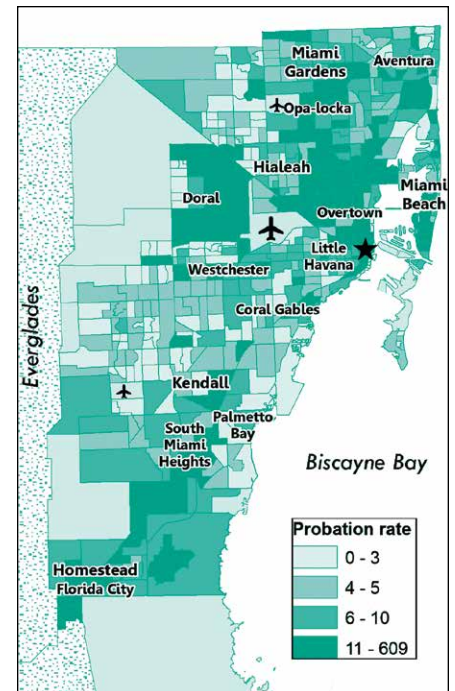 Miami
Gardens
Aventura
Opa-locka
Hialeah
Doral
Miami
Beach
Overtown
Little
Havana
Westchester
Coral Gables
Everglades
Kendall
Palmetto
Bay
South
Miami
Heights
Biscayne Bay
Homestead
Florida City
Probation rate
0 - 3
4 - 5
6 - 10
11 - 609